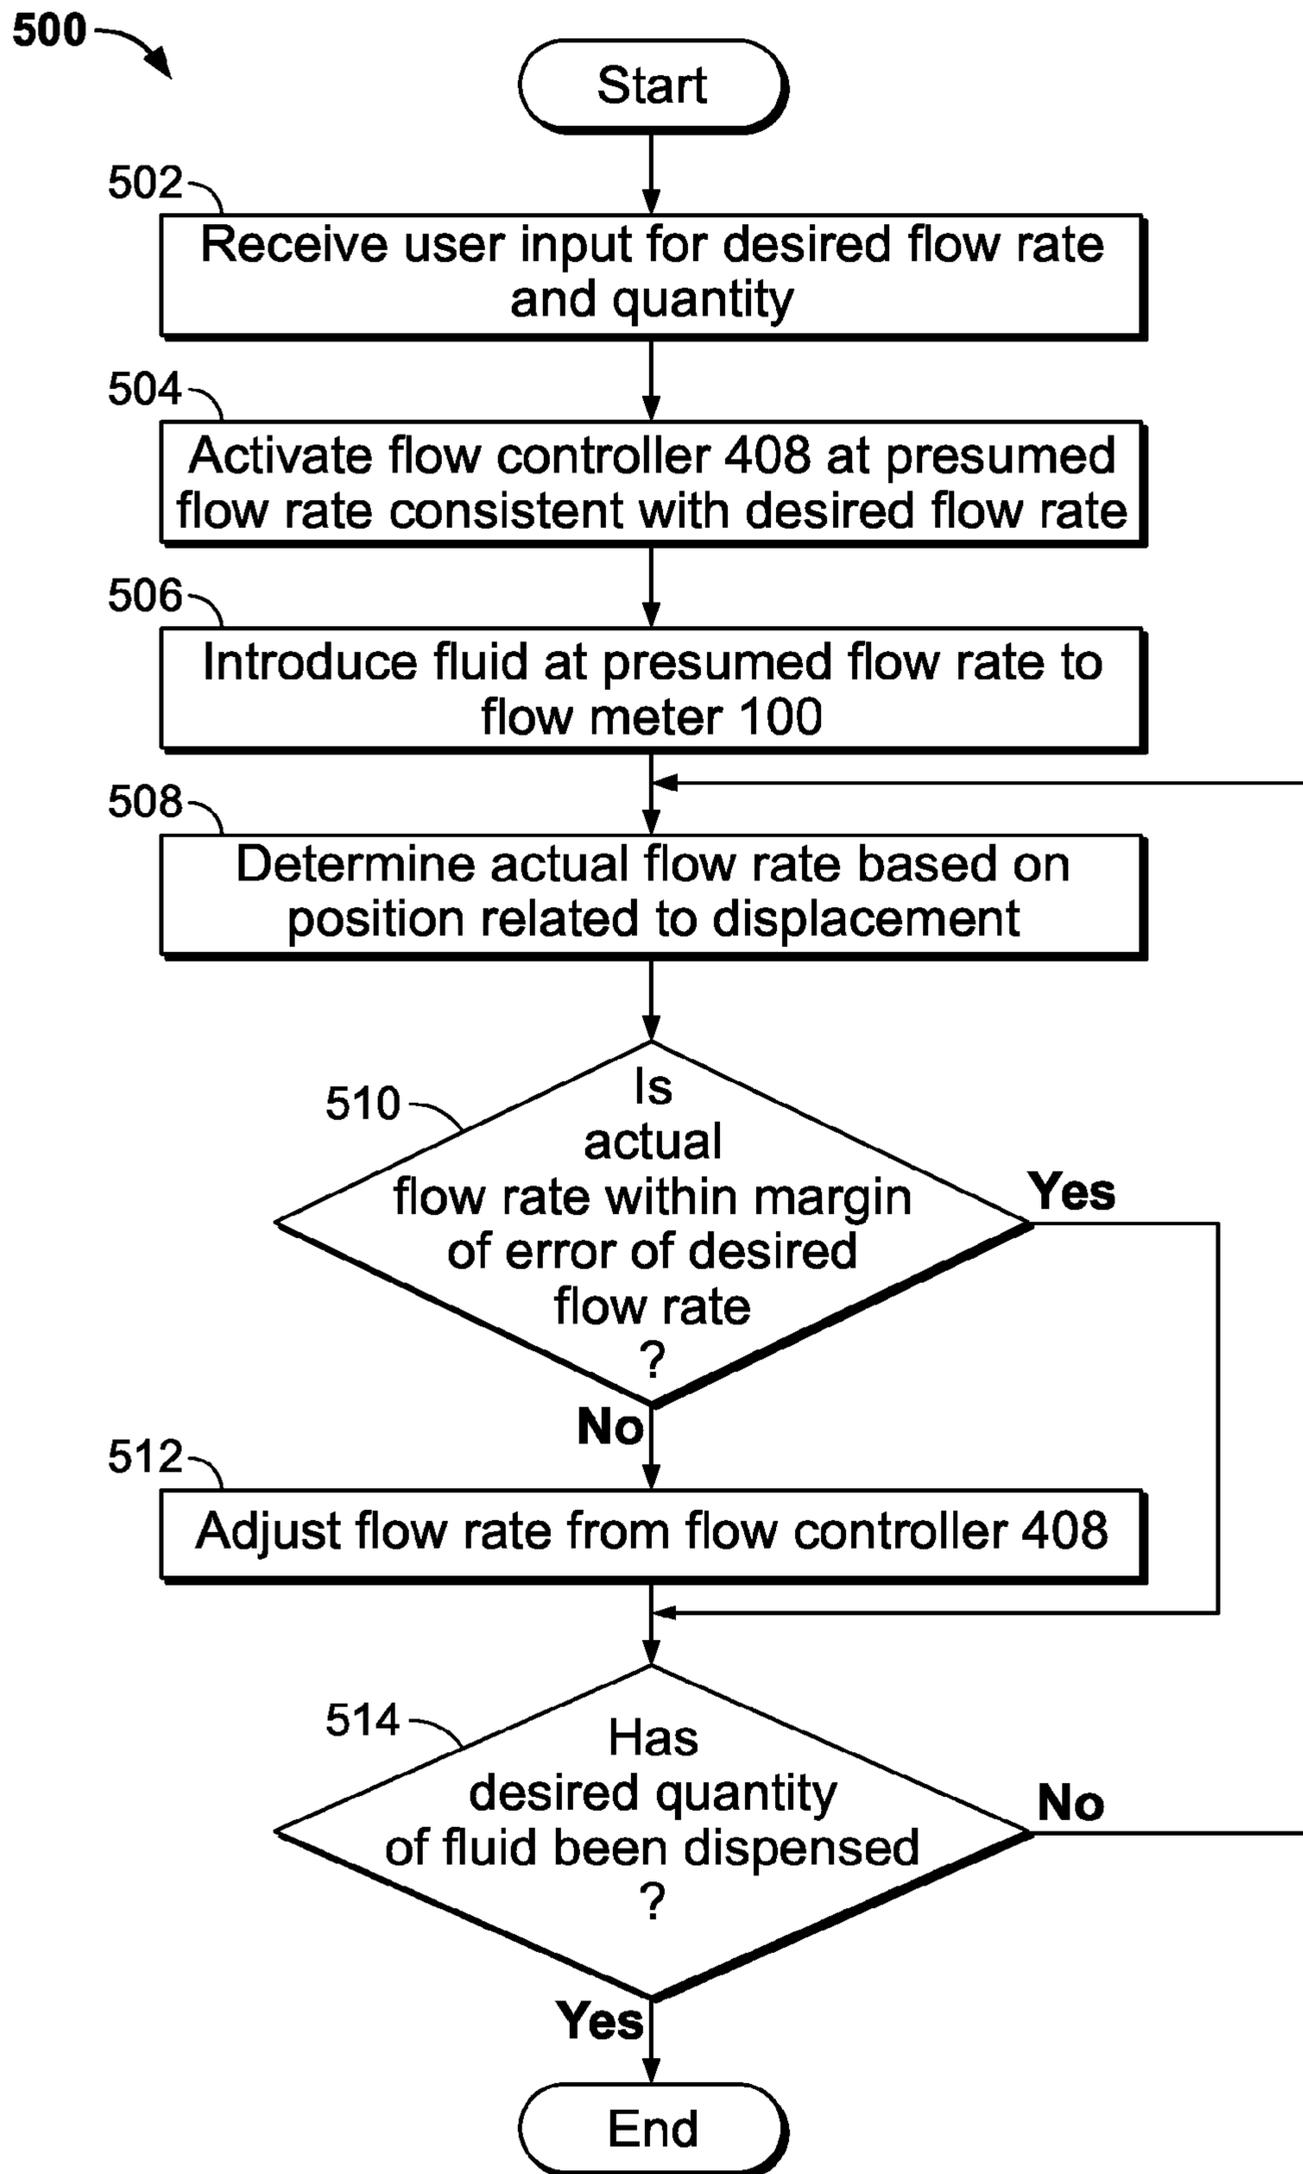 500
Start
502
Receive user input for desired flow rate
and quantity
504
Activate flow controller 408 at presumed
flow rate consistent with desired flow rate
506
Introduce fluid at presumed flow rate to
flow meter 100
508
Determine actual flow rate based on
position related to displacement
510
Is
actual
flow rate within margin
of error of desired
flow rate
?
Yes
No
512
Adjust flow rate from flow controller 408
514
Has
desired quantity
of fluid been dispensed
?
No
Yes
End